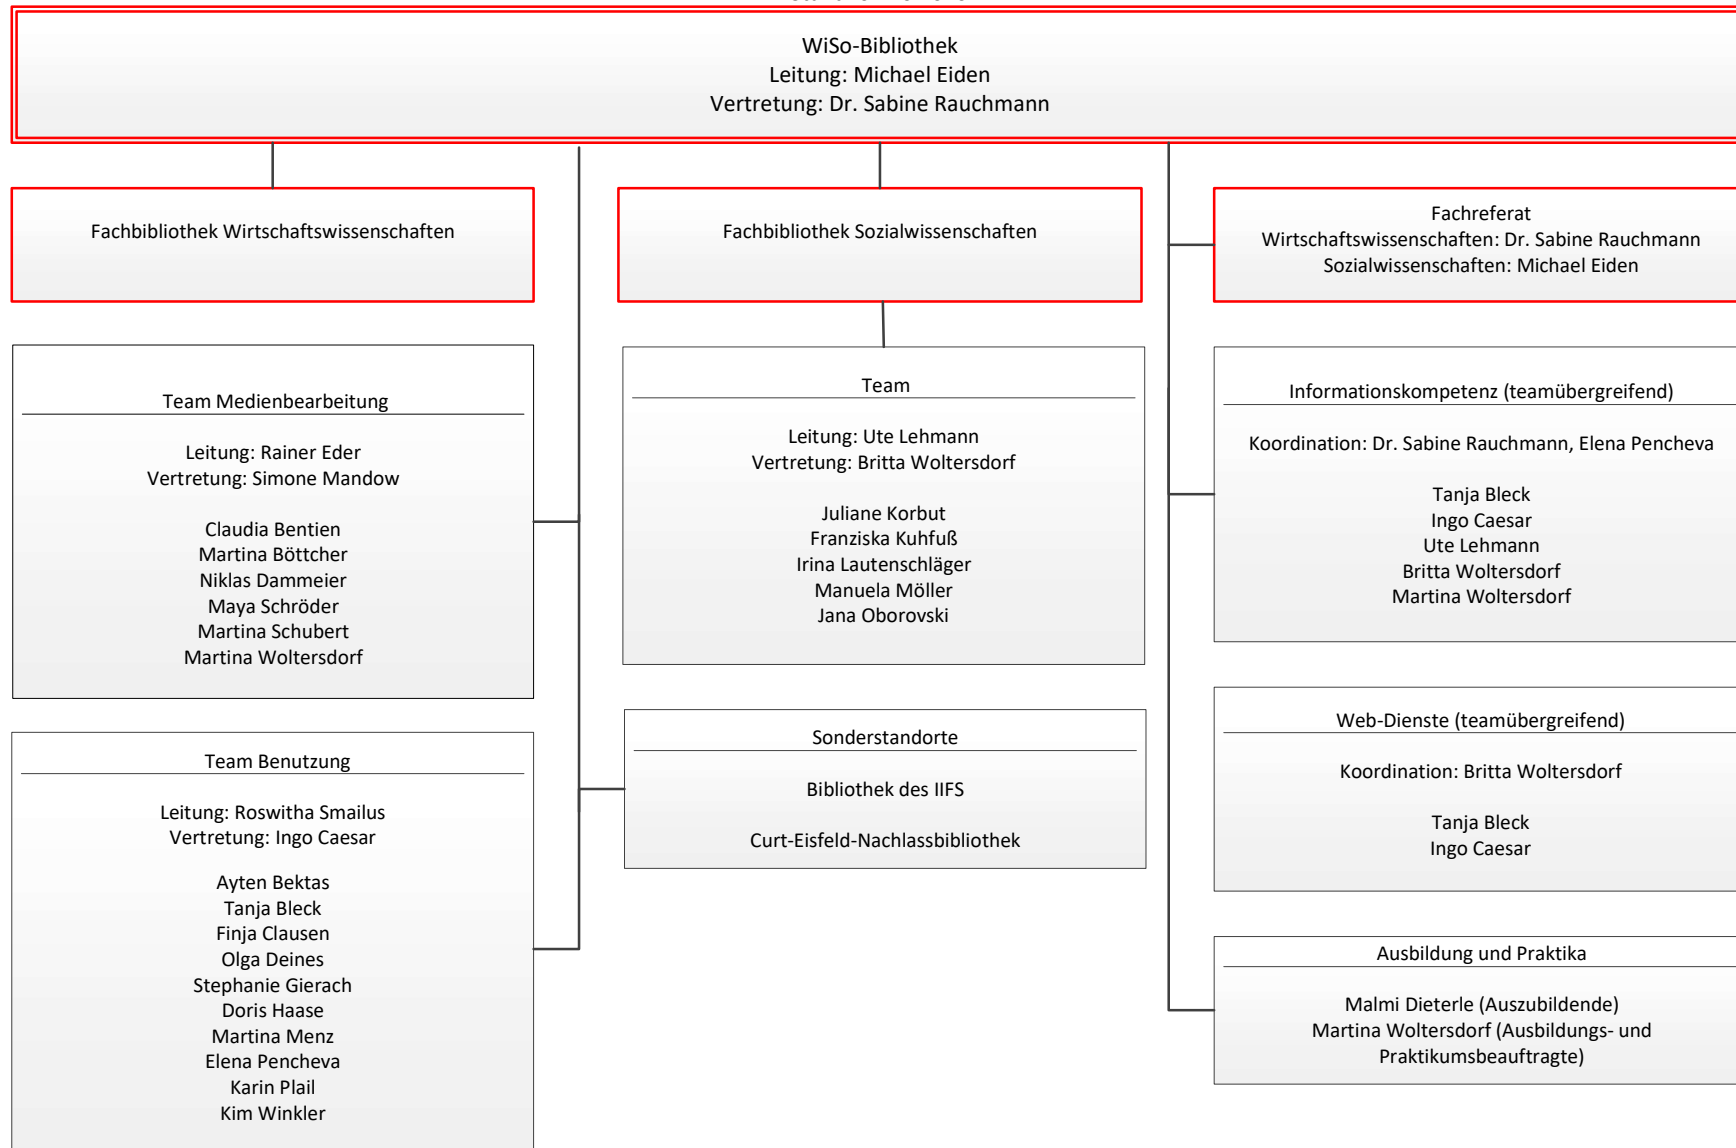 WiSo-Bibliothek
Leitung: Michael Eiden
Vertretung: Dr. Sabine Rauchmann
Fachbibliothek Wirtschaftswissenschaften
Fachbibliothek Sozialwissenschaften
Fachreferat
Wirtschaftswissenschaften: Dr. Sabine Rauchmann
Sozialwissenschaften: Michael Eiden
Team Medienbearbeitung
Leitung: Rainer Eder
Vertretung: Simone Mandow
Claudia Bentien
Martina Böttcher
Niklas Dammeier
Maya Schröder
Martina Schubert
Martina Woltersdorf
Team Benutzung
Leitung: Roswitha Smailus
Vertretung: Ingo Caesar
Ayten Bektas
Tanja Bleck
Finja Clausen
Olga Deines
Stephanie Gierach
Doris Haase
Martina Menz
Elena Pencheva
Karin Plail
Kim Winkler
Team
Leitung: Ute Lehmann
Vertretung: Britta Woltersdorf
Juliane Korbut
Franziska Kuhfuß
Irina Lautenschläger
Manuela Möller
Jana Oborovski
Sonderstandorte
Bibliothek des IIFS
Curt-Eisfeld-Nachlassbibliothek
Informationskompetenz (teamübergreifend)
Koordination: Dr. Sabine Rauchmann, Elena Pencheva
Tanja Bleck
Ingo Caesar
Ute Lehmann
Britta Woltersdorf
Martina Woltersdorf
Web-Dienste (teamübergreifend)
Koordination: Britta Woltersdorf
Tanja Bleck
Ingo Caesar
Ausbildung und Praktika
Malmi Dieterle (Auszubildende)
Martina Woltersdorf (Ausbildungs- und
Praktikumsbeauftragte)